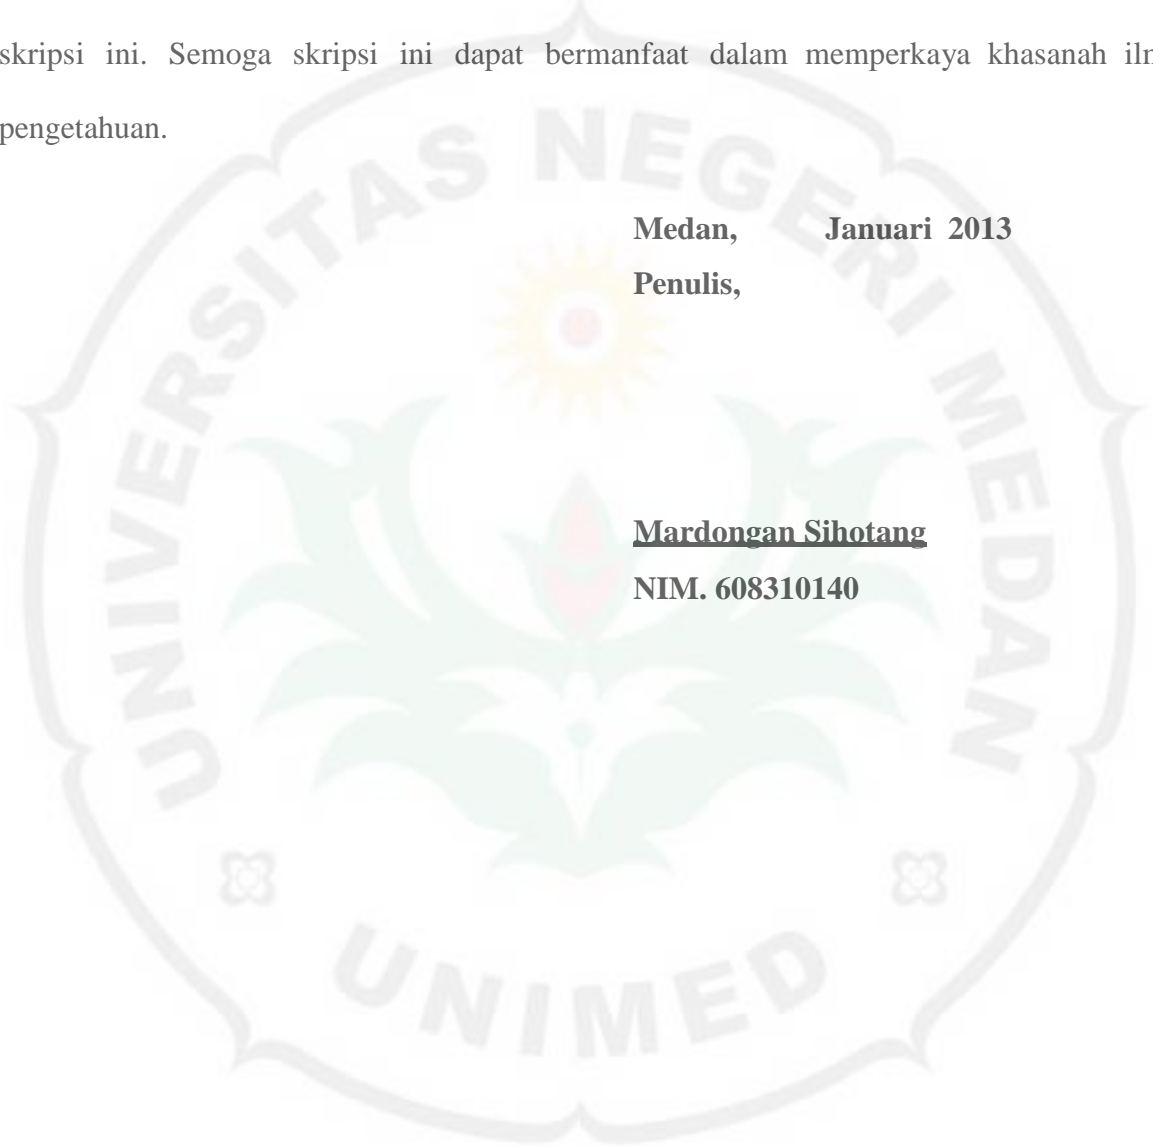 skripsi ini. Semoga skripsi ini dapat bermanfaat dalam memperkaya khasanah
pengetahuan.
Medan, Januari 2013
Penulis,
Mardongan Sihotang
NIM. 608310140
UNIVERSITAS NEGERI MEDAN
UNIMED